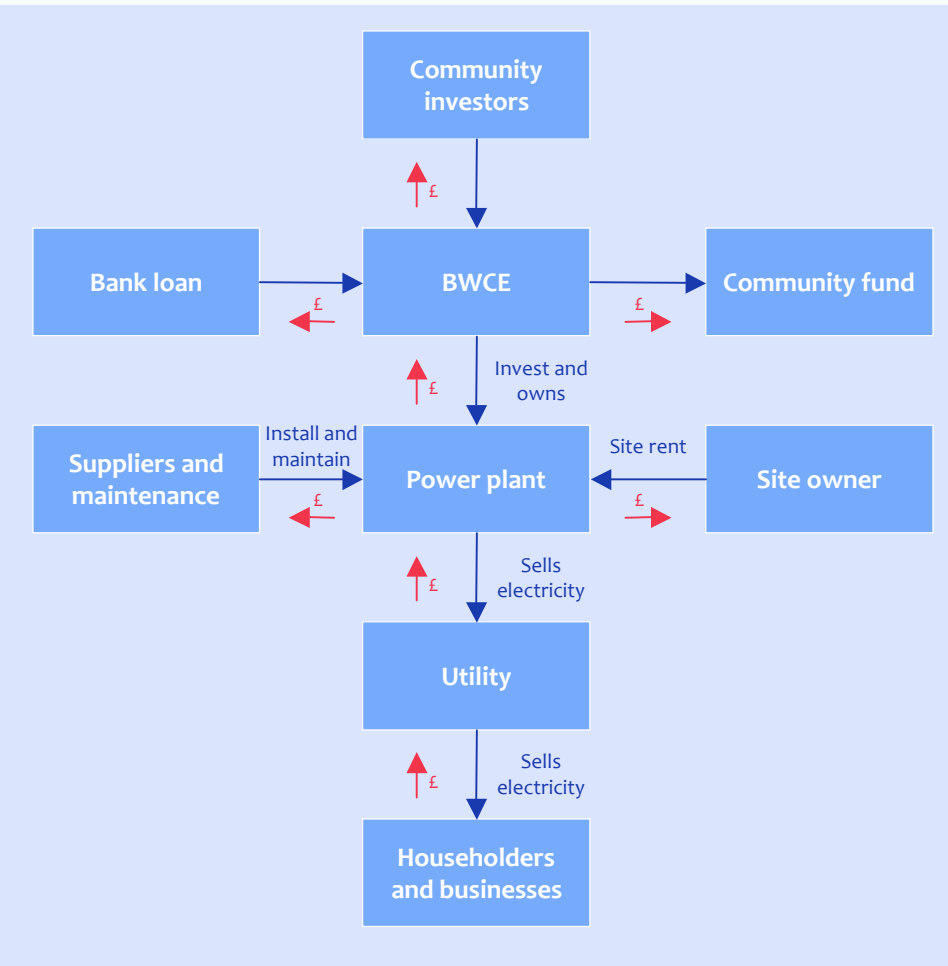 Community
investors
£
Bank loan
BWCE
Community fund
£
£
£
Invest and
owns
Suppliers and
maintenance
Install and
maintain
£
Power plant
Site rent
£
Site owner
£
Sells
electricity
Utility
£
Sells
electricity
Householders
and businesses